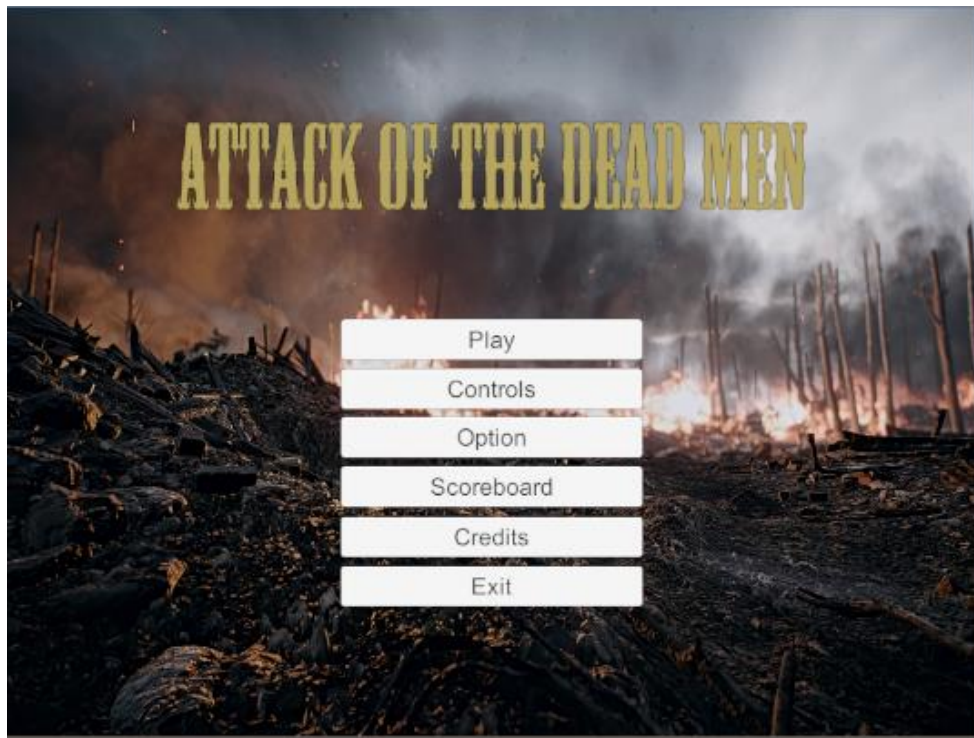 ATTACK OF THE DEAD MEN
Play
Controls
Option
Scoreboard
Credits
Exit